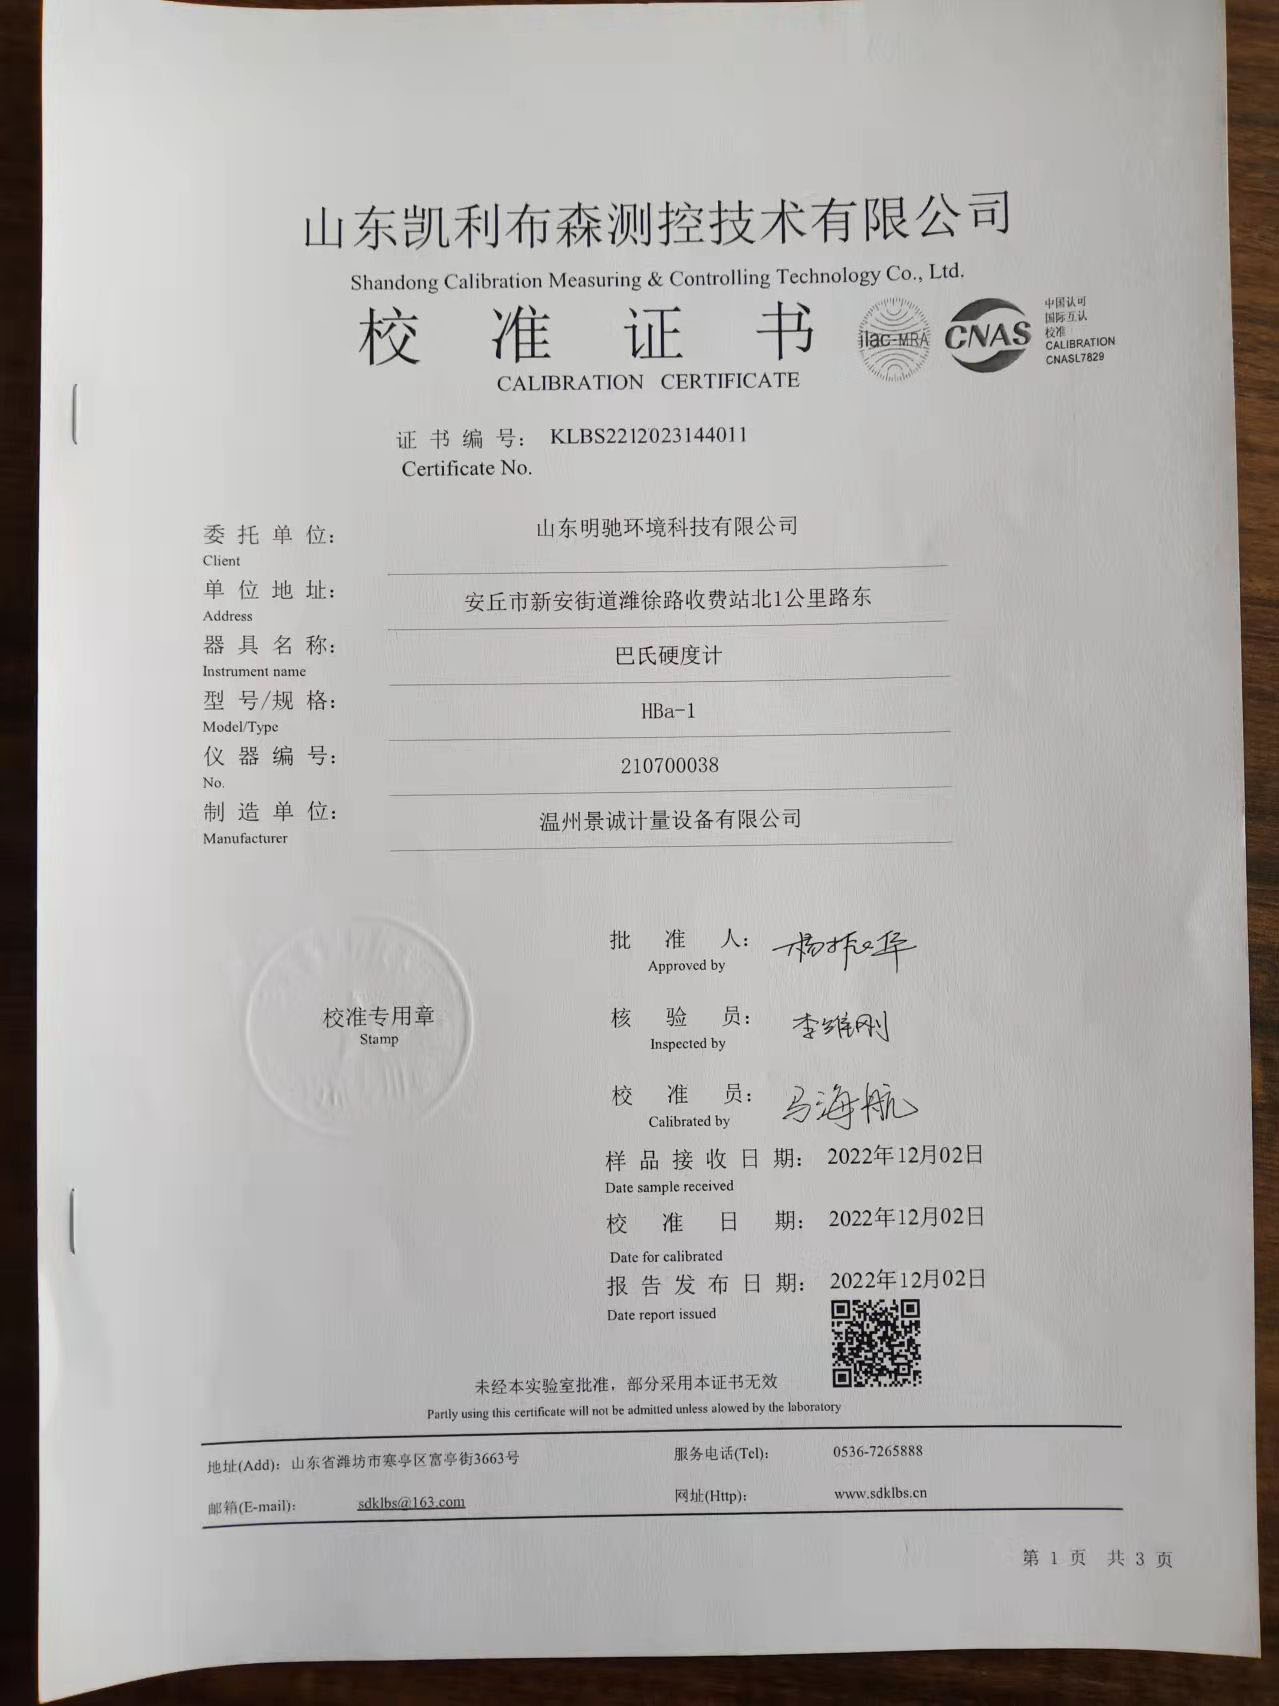 山东凯利布森测控技术有限公司
Shandong Calibration Measuring & Controlling Technology Co., Ltd.
校准证书
CALIBRATION CERTIFICATE
ilac-MRA
CNAS
中国认可
国际互认
校准
CALIBRATION
CNASL7829
证书编号: KLBS2212023144011
Certificate No.
委托单位: 山东明驰环境科技有限公司
Client
单位地址: 安丘市新安街道潍徐路收费站北1公里路东
Address
器具名称: 巴氏硬度计
Instrument name
型号/规格: HBa-1
Model/Type
仪器编号: 210700038
No.
制造单位: 温州景诚计量设备有限公司
Manufacturer
批准人: 杨振华
Approved by
校准专用章
Stamp
核验员: 李维刚
Inspected by
校准员: 马海航
Calibrated by
样品接收日期: 2022年12月02日
Date sample received
校准日期: 2022年12月02日
Date for calibrated
报告发布日期: 2022年12月02日
Date report issued
未经本实验室批准，部分采用本证书无效
Partly using this certificate will not be admitted unless alowed by the laboratory
地址(Add): 山东省潍坊市寒亭区富亭街3663号 服务电话(Tel): 0536-7265888
邮箱(E-mail): sdklbs@163.com 网址(Http): www.sdklbs.cn
第 1 页 共 3 页